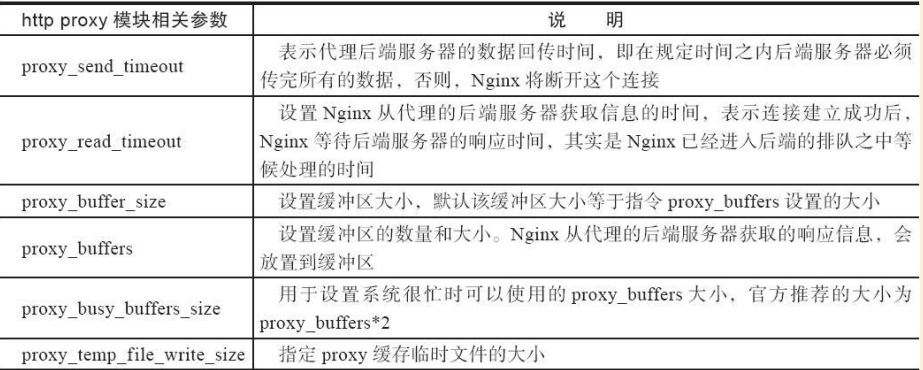 http proxy 模块相关参数 说 明
proxy_send_timeout
表示代理后端服务器的数据回传时间，即在规定时间之内后端服务器必须
传完所有的数据，否则，Nginx 将断开这个连接
proxy_read_timeout
设置 Nginx 从代理的后端服务器获取信息的时间，表示连接建立成功后，
Nginx 等待后端服务器的响应时间，其实是 Nginx 已经进入后端的排队之中等
候处理的时间
proxy_buffer_size
设置缓冲区大小，默认该缓冲区大小等于指令 proxy_buffers 设置的大小
proxy_buffers
设置缓冲区的数量和大小。Nginx 从代理的后端服务器获取的响应信息，会
放置到缓冲区
proxy_busy_buffers_size
用于设置系统很忙时可以使用的 proxy_buffers 大小，官方推荐的大小为
proxy_buffers*2
proxy_temp_file_write_size
指定 proxy 缓存临时文件的大小